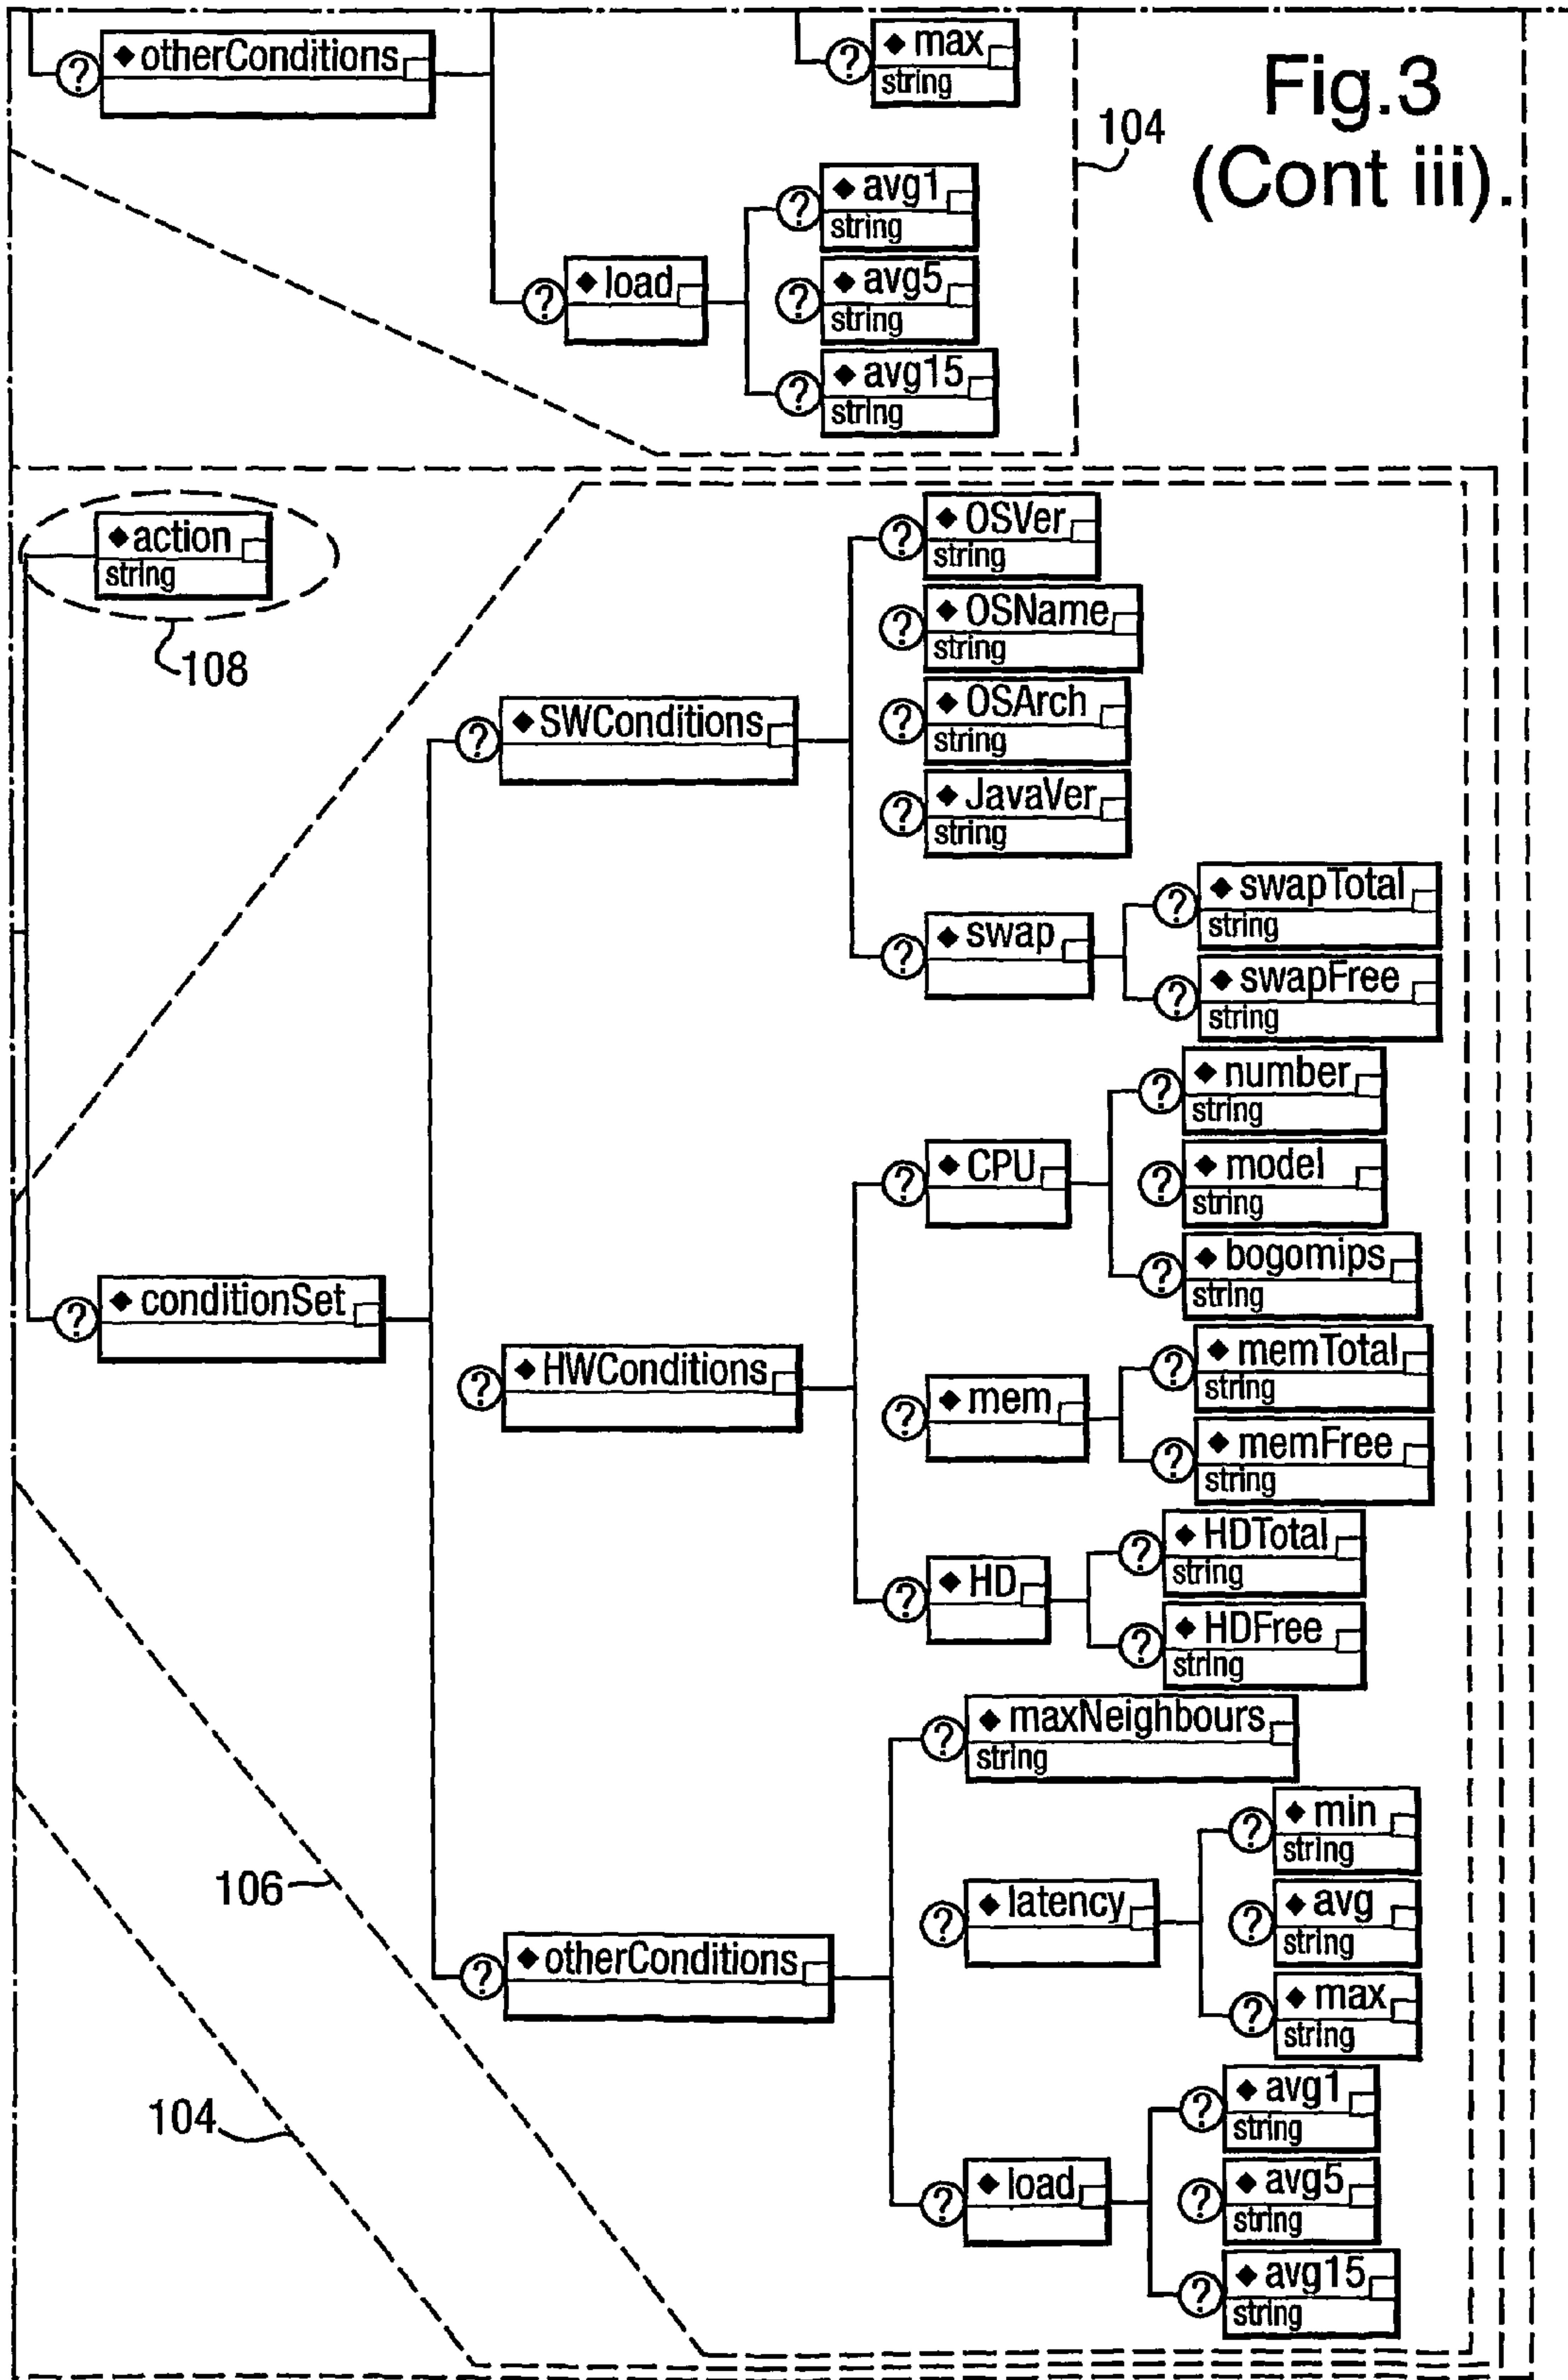 Fig.3
(Cont iii).
? ◆ otherConditions
? ◆ max
string
104
? ◆ load
? ◆ avg1
string
? ◆ avg5
string
? ◆ avg15
string
◆ action
string
108
? ◆ conditionSet
? ◆ SWConditions
? ◆ OSVer
string
? ◆ OSName
string
? ◆ OSArch
string
? ◆ JavaVer
string
? ◆ swap
? ◆ swapTotal
string
? ◆ swapFree
string
? ◆ HWConditions
? ◆ CPU
? ◆ number
string
? ◆ model
string
? ◆ bogomips
string
? ◆ mem
? ◆ memTotal
string
? ◆ memFree
string
? ◆ HD
? ◆ HDTotal
string
? ◆ HDFree
string
? ◆ otherConditions
? ◆ maxNeighbours
string
? ◆ latency
? ◆ min
string
? ◆ avg
string
? ◆ max
string
? ◆ load
? ◆ avg1
string
? ◆ avg5
string
? ◆ avg15
string
106
104